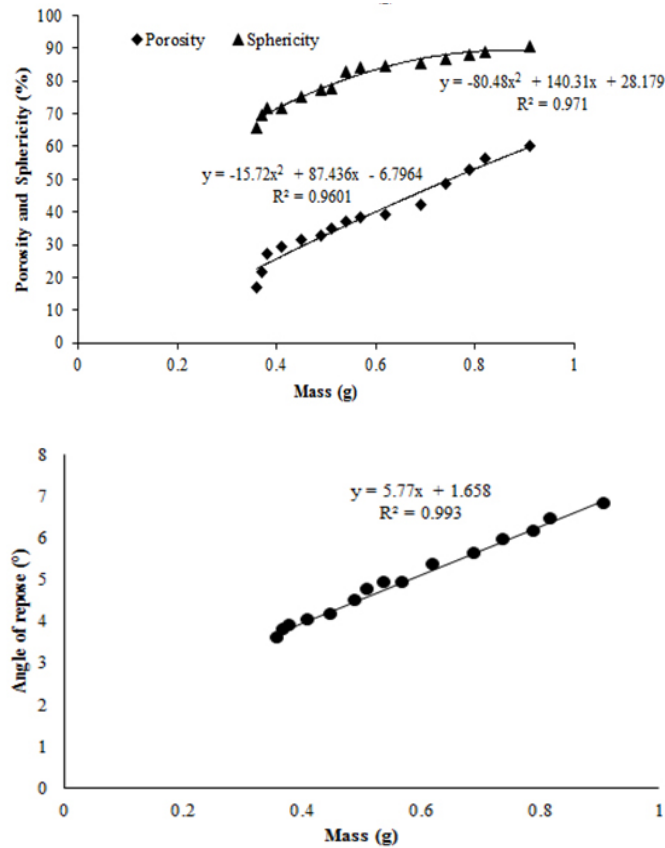 Porosity Sphericity
100
90
80
70
60
50
40
30
20
10
0
Porosity and Sphericity (%)
y = -80.48x² + 140.31x + 28.179
R² = 0.971
y = -15.72x² + 87.436x - 6.7964
R² = 0.9601
0 0.2 0.4 0.6 0.8 1
Mass (g)
8
7
6
5
4
3
2
1
0
Angle of repose (°)
y = 5.77x + 1.658
R² = 0.993
0 0.2 0.4 0.6 0.8 1
Mass (g)